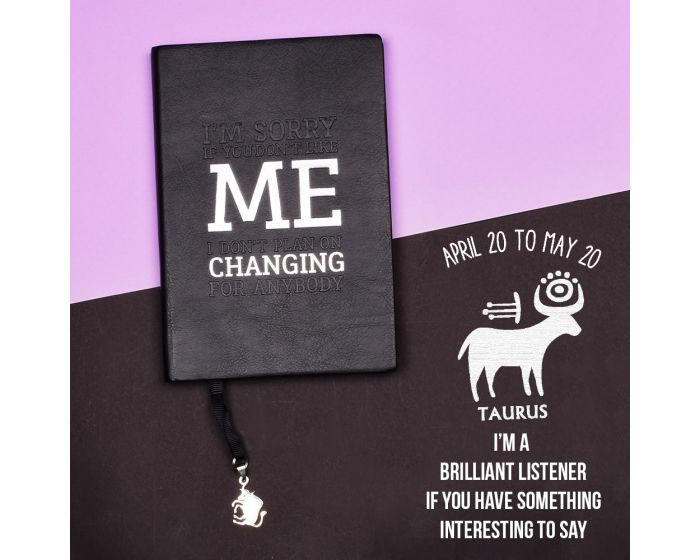 I'M SORRY
IF YOU DON'T LIKE
ME
I DON'T PLAN ON
CHANGING
FOR ANYBODY
APRIL 20 TO MAY 20
TAURUS
I'M A
BRILLIANT LISTENER
IF YOU HAVE SOMETHING
INTERESTING TO SAY